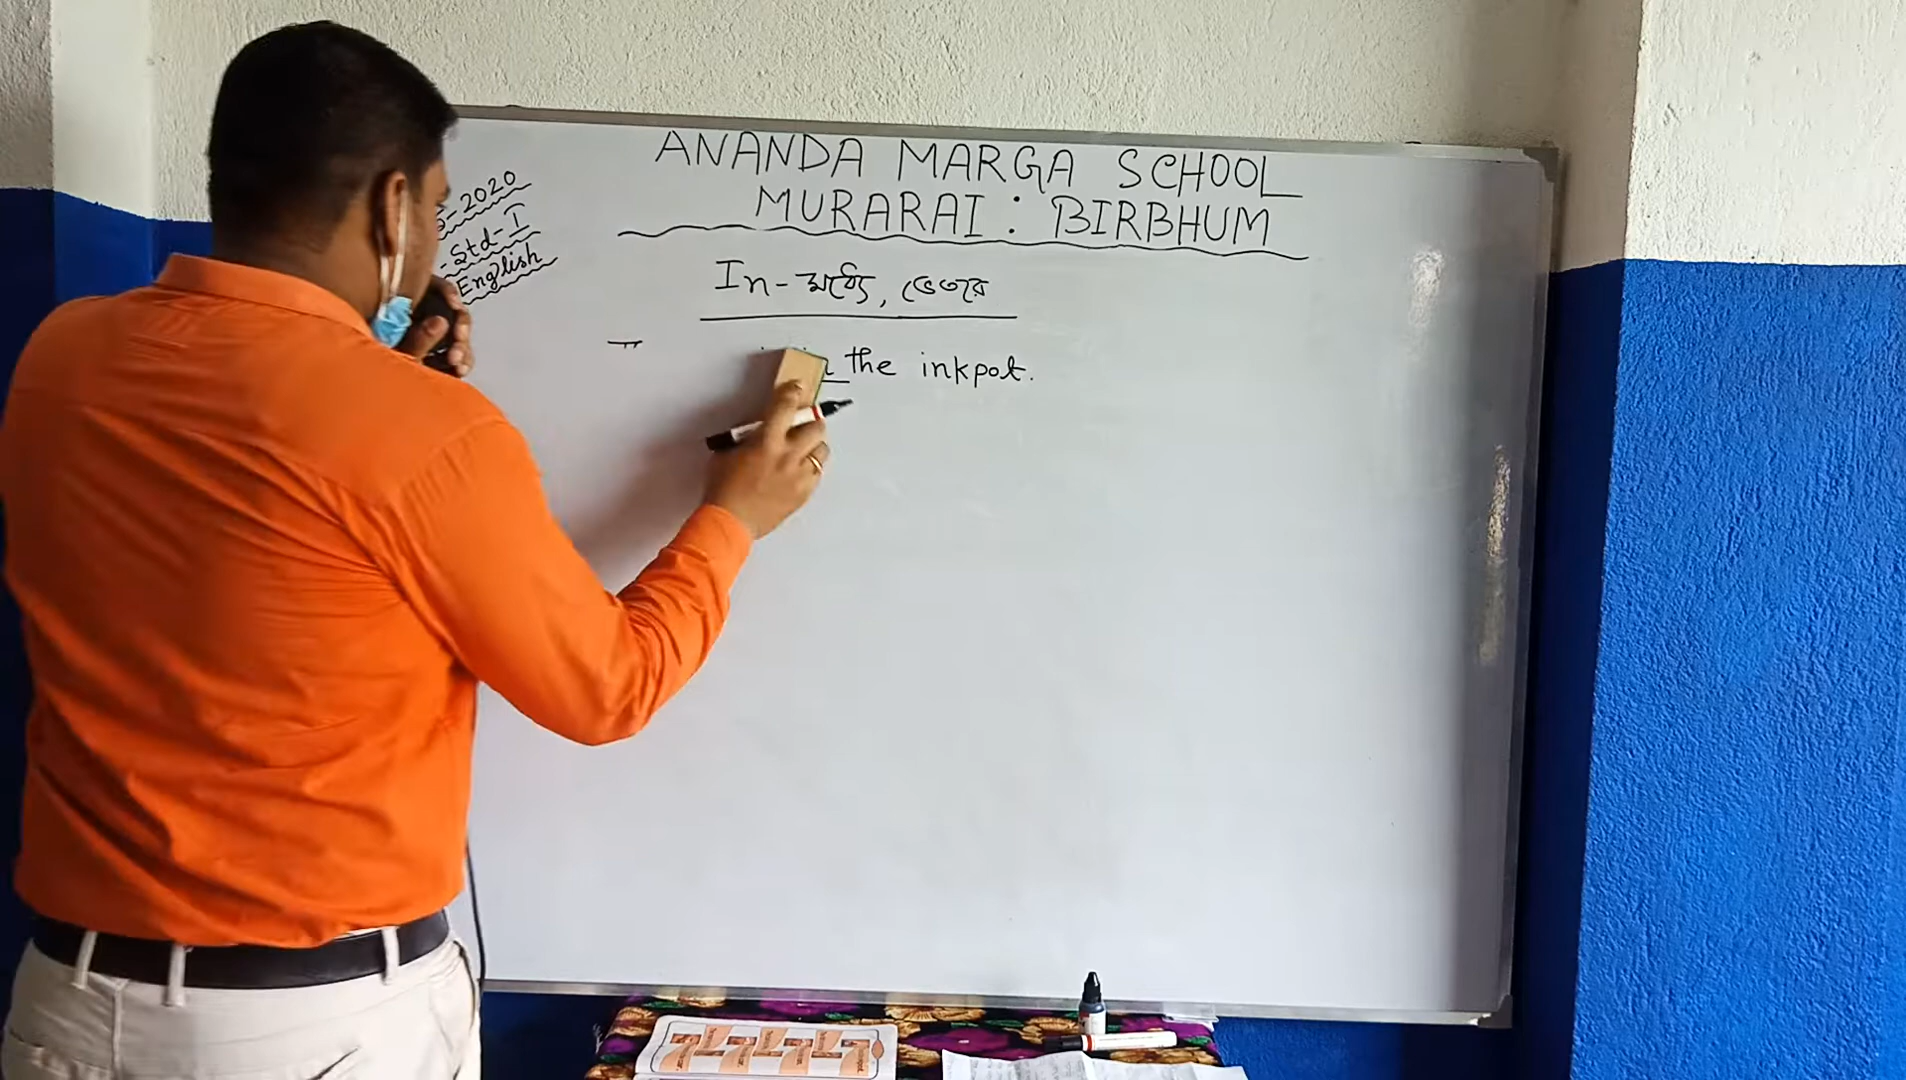 ANANDA MARGA SCHOOL
MURARAI : BIRBHUM
-2020
Std-I
English
In - মধ্যে, ভেতরে
the inkpot.